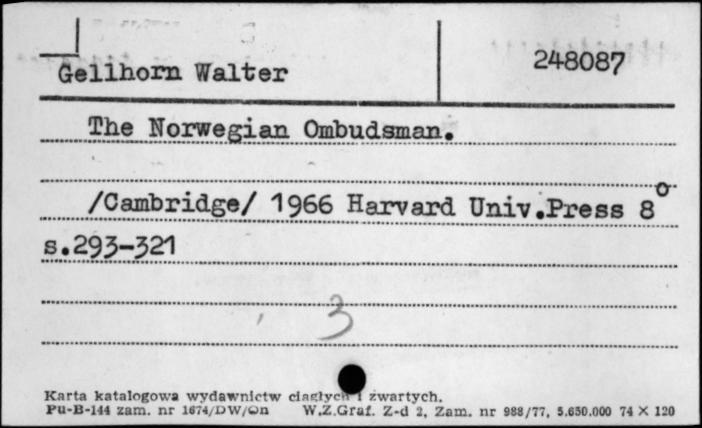 Gellhorn Walter 248087
The Norwegian Ombudsman.
/Cambridge/ 1966 Harvard Univ.Press 8°
s.293-321
3
Karta katalogowa wydawnictw ciągłych i zwartych.
Pu-B-144 zam. nr 1674/DW/On W.Z.Graf. Z-d 2, Zam. nr 988/77, 5.650.000 74 X 120